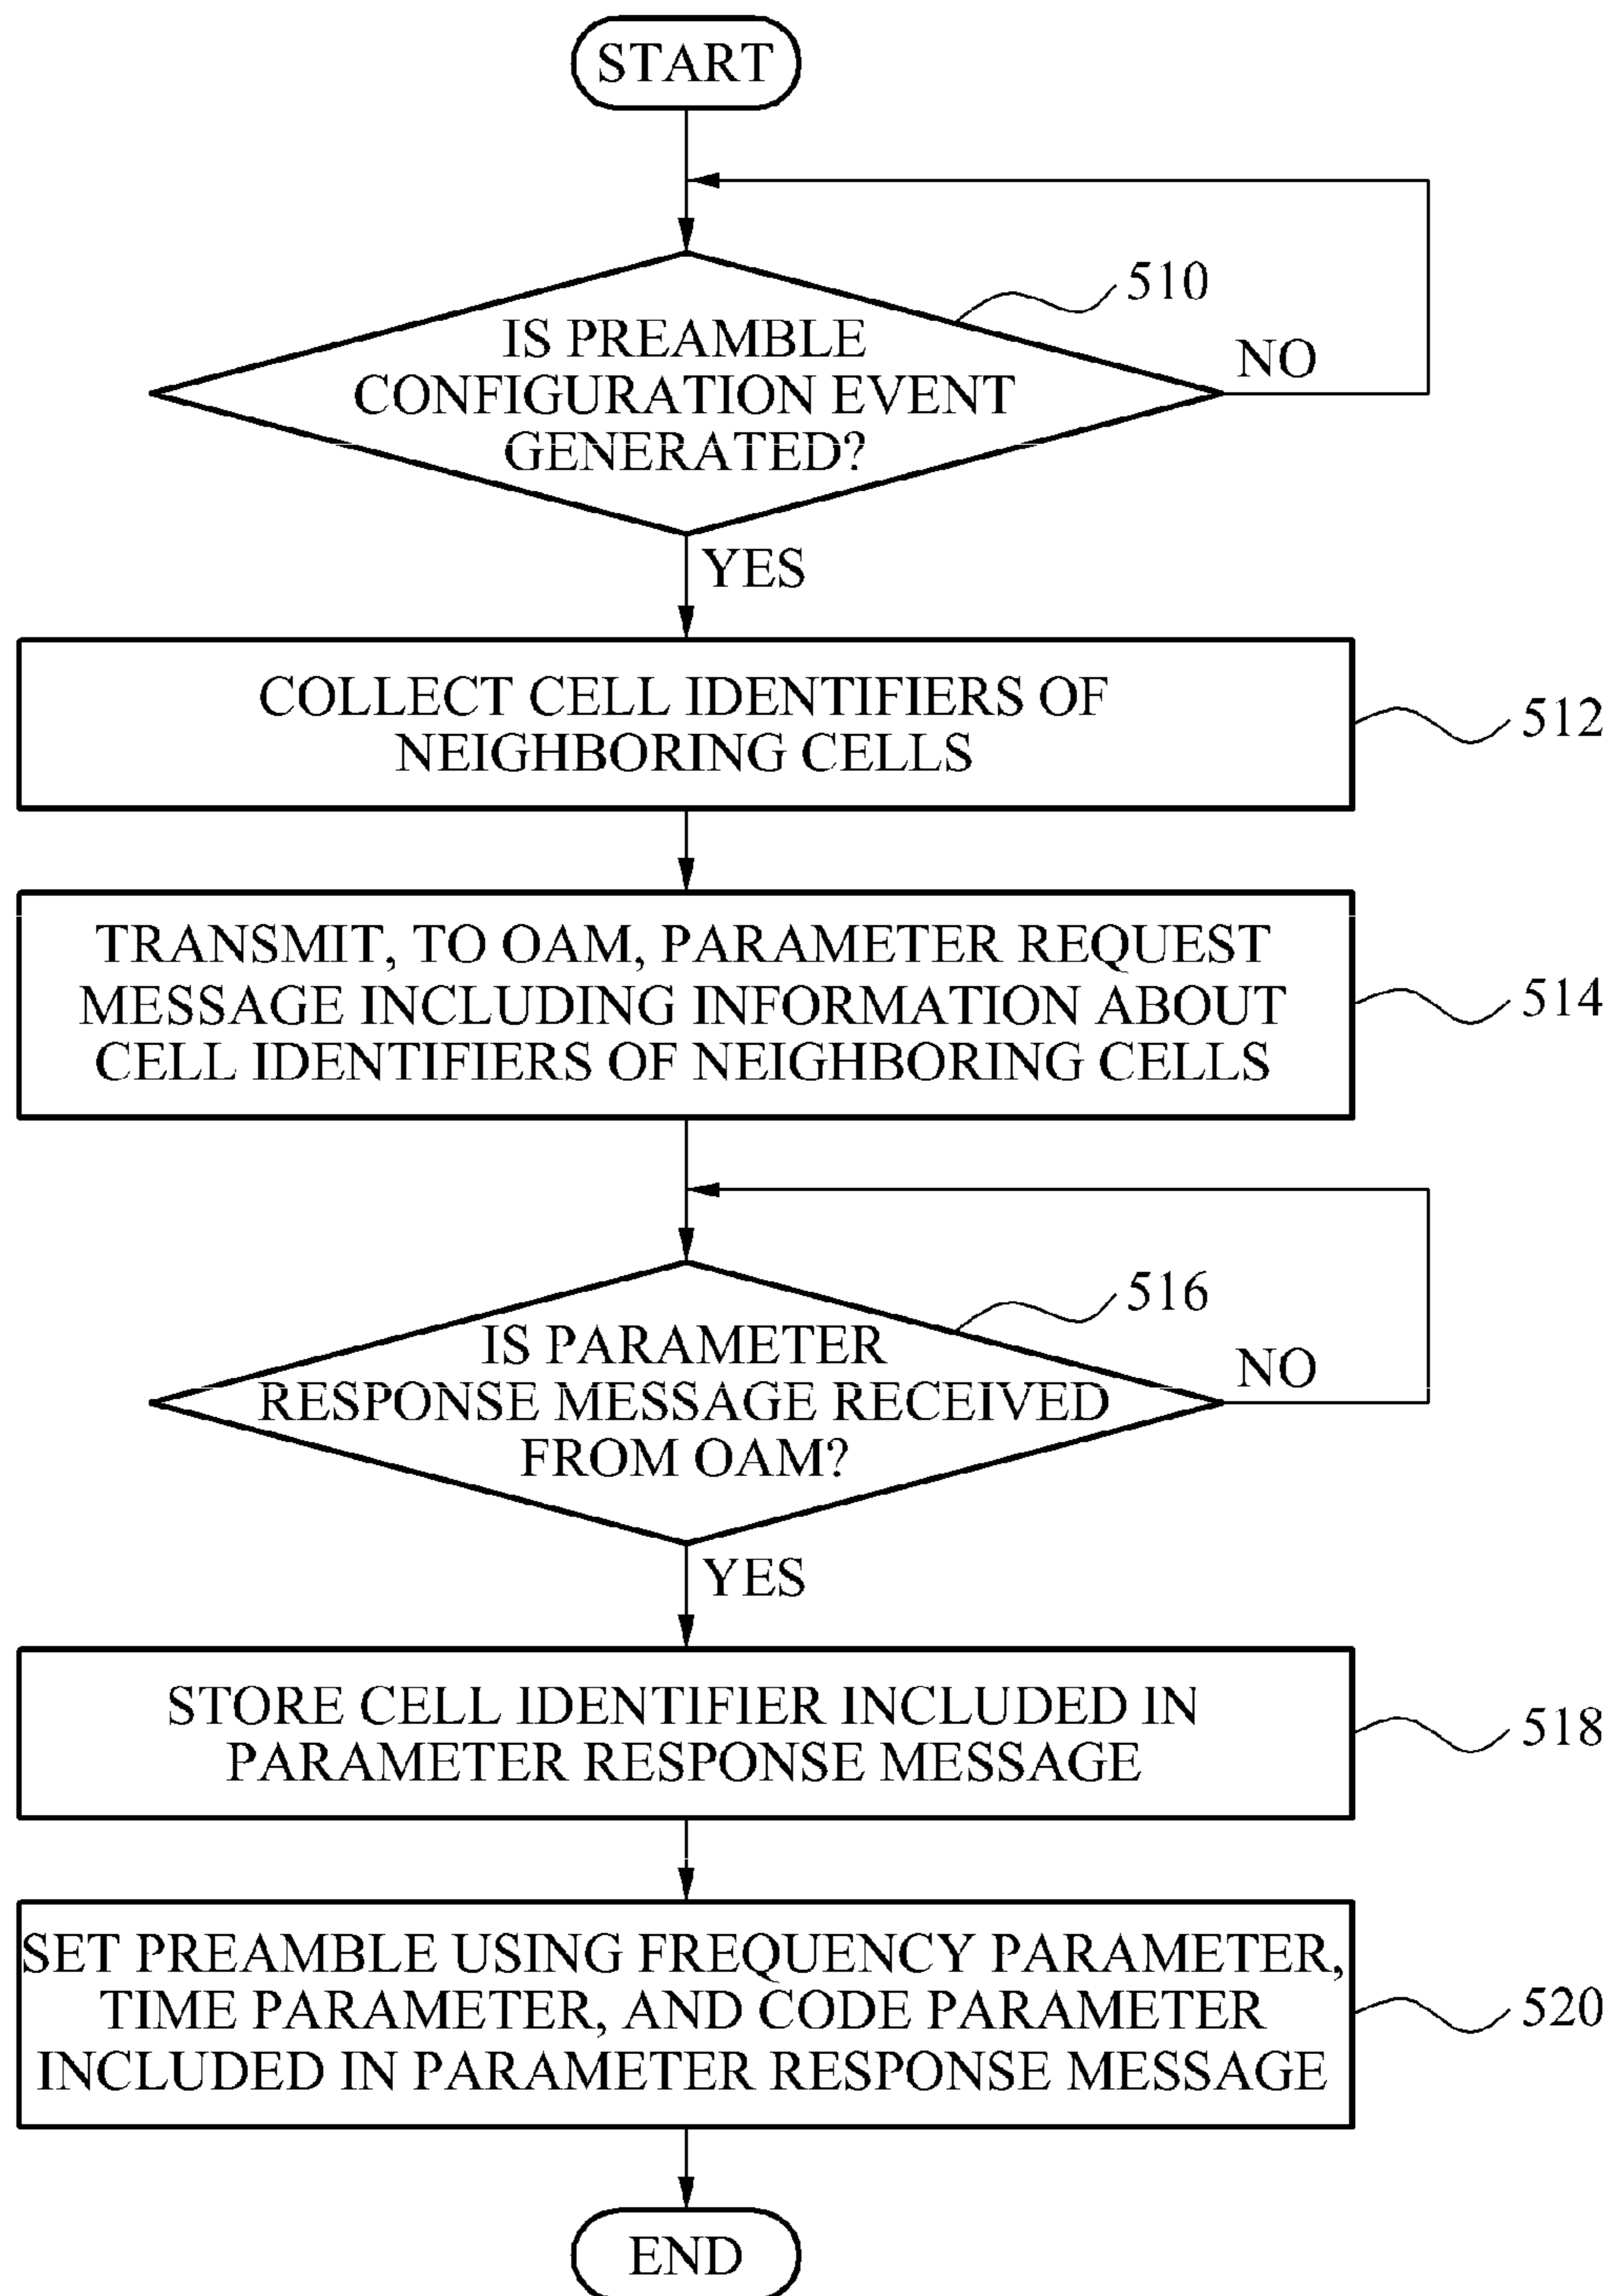 START
510
IS PREAMBLE
CONFIGURATION EVENT
GENERATED?
NO
YES
COLLECT CELL IDENTIFIERS OF
NEIGHBORING CELLS
512
TRANSMIT, TO OAM, PARAMETER REQUEST
MESSAGE INCLUDING INFORMATION ABOUT
CELL IDENTIFIERS OF NEIGHBORING CELLS
514
516
IS PARAMETER
RESPONSE MESSAGE RECEIVED
FROM OAM?
NO
YES
STORE CELL IDENTIFIER INCLUDED IN
PARAMETER RESPONSE MESSAGE
518
SET PREAMBLE USING FREQUENCY PARAMETER,
TIME PARAMETER, AND CODE PARAMETER
INCLUDED IN PARAMETER RESPONSE MESSAGE
520
END